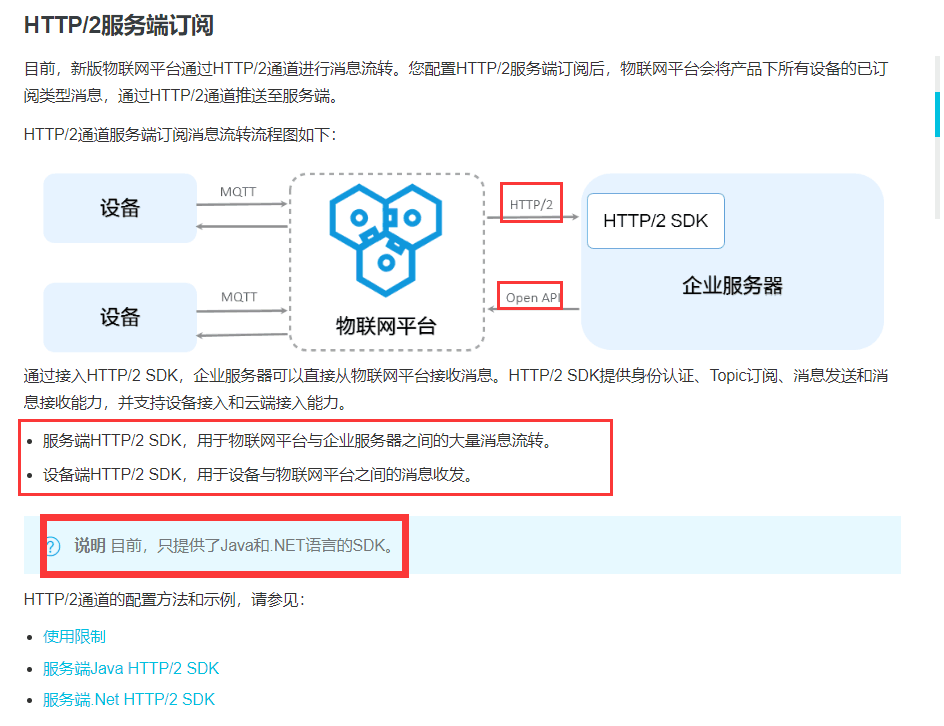 HTTP/2服务端订阅
目前，新版物联网平台通过HTTP/2通道进行消息流转。您配置HTTP/2服务端订阅后，物联网平台会将产品下所有设备的已订
阅类型消息，通过HTTP/2通道推送至服务端。
HTTP/2通道服务端订阅消息流转流程图如下：
设备
MQTT
HTTP/2
HTTP/2 SDK
企业服务器
设备
MQTT
Open API
物联网平台
通过接入HTTP/2 SDK，企业服务器可以直接从物联网平台接收消息。HTTP/2 SDK提供身份认证、Topic订阅、消息发送和消
息接收能力，并支持设备接入和云端接入能力。
• 服务端HTTP/2 SDK，用于物联网平台与企业服务器之间的大量消息流转。
• 设备端HTTP/2 SDK，用于设备与物联网平台之间的消息收发。
? 说明 目前，只提供了Java和.NET语言的SDK。
HTTP/2通道的配置方法和示例，请参见：
• 使用限制
• 服务端Java HTTP/2 SDK
• 服务端.Net HTTP/2 SDK